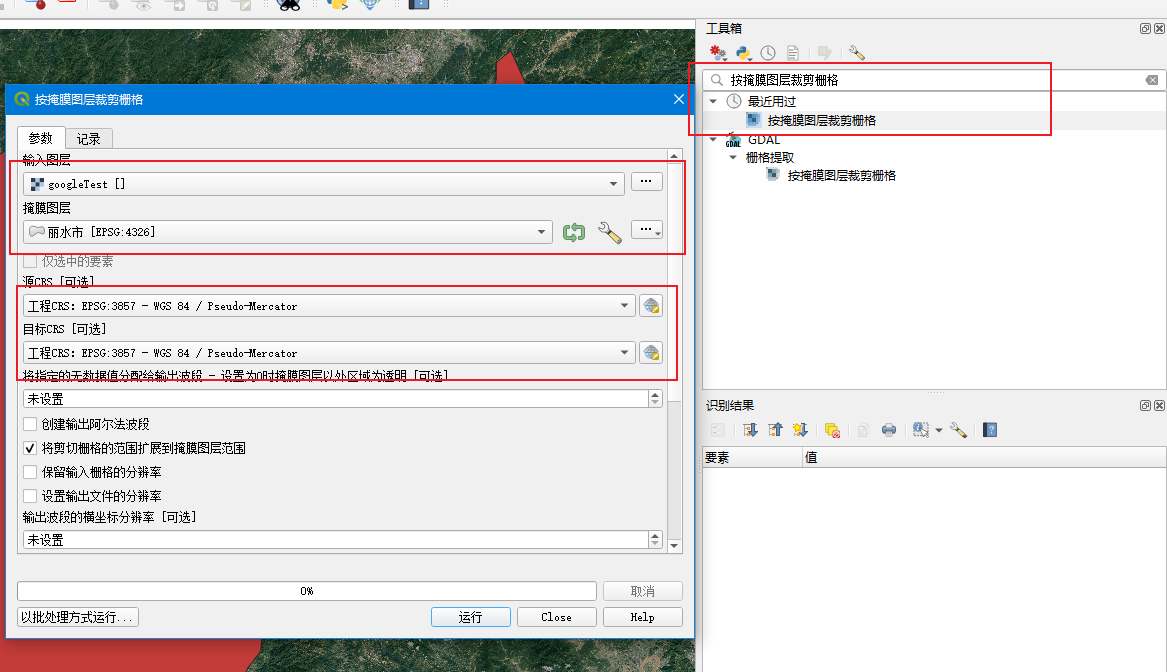 工具箱
按掩膜图层裁剪栅格
最近用过
按掩膜图层裁剪栅格
GDAL
GDAL
栅格提取
按掩膜图层裁剪栅格
按掩膜图层裁剪栅格
参数
记录
输入图层
googleTest []
...
掩膜图层
丽水市 [EPSG:4326]
...
仅选中的要素
源CRS [可选]
工程CRS: EPSG:3857 - WGS 84 / Pseudo-Mercator
目标CRS [可选]
工程CRS: EPSG:3857 - WGS 84 / Pseudo-Mercator
将指定的无数据值分配给输出波段 - 设置为0时掩膜图层以外区域为透明 [可选]
未设置
创建输出阿尔法波段
将剪切栅格的范围扩展到掩膜图层范围
保留输入栅格的分辨率
设置输出文件的分辨率
输出波段的横坐标分辨率 [可选]
未设置
0%
取消
以批处理方式运行...
运行
Close
Help
识别结果
要素
值